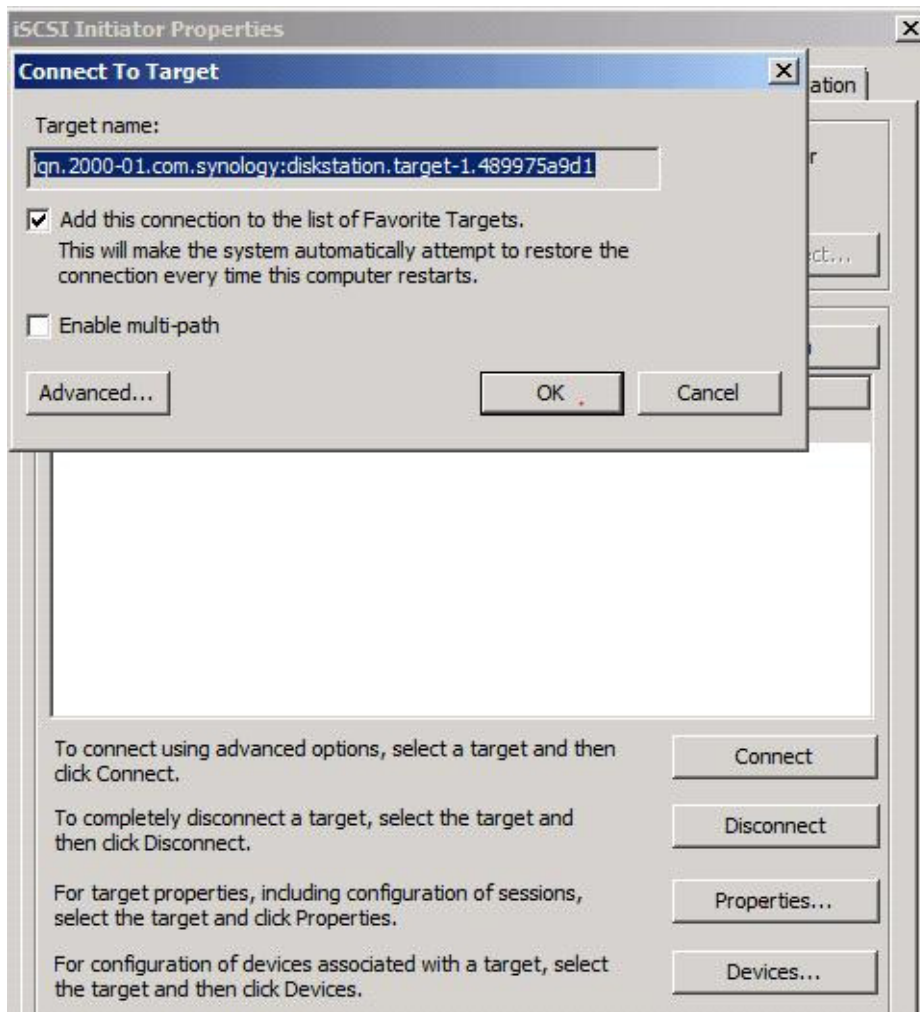 iSCSI Initiator Properties
Connect To Target
ation
Target name:
iqn.2000-01.com.synology:diskstation.target-1.489975a9d1
Add this connection to the list of Favorite Targets.
This will make the system automatically attempt to restore the
connection every time this computer restarts.
ct...
Enable multi-path
Advanced...
OK
Cancel
To connect using advanced options, select a target and then
click Connect.
Connect
To completely disconnect a target, select the target and
then click Disconnect.
Disconnect
For target properties, including configuration of sessions,
select the target and click Properties.
Properties...
For configuration of devices associated with a target, select
the target and then click Devices.
Devices...